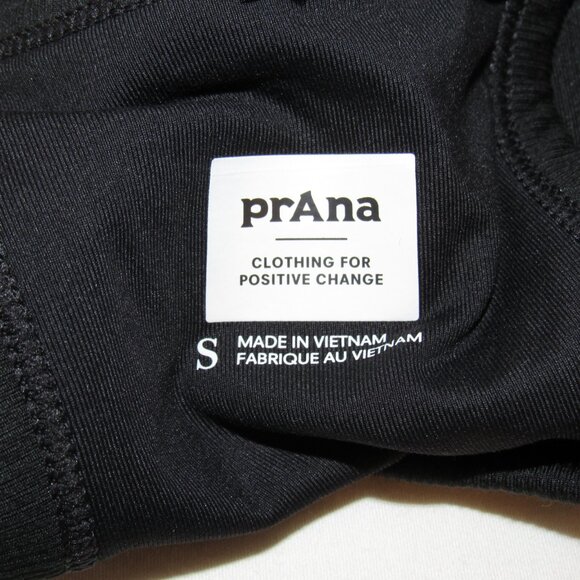 prAna
CLOTHING FOR
POSITIVE CHANGE
S MADE IN VIETNAM
FABRIQUE AU VIETNAM